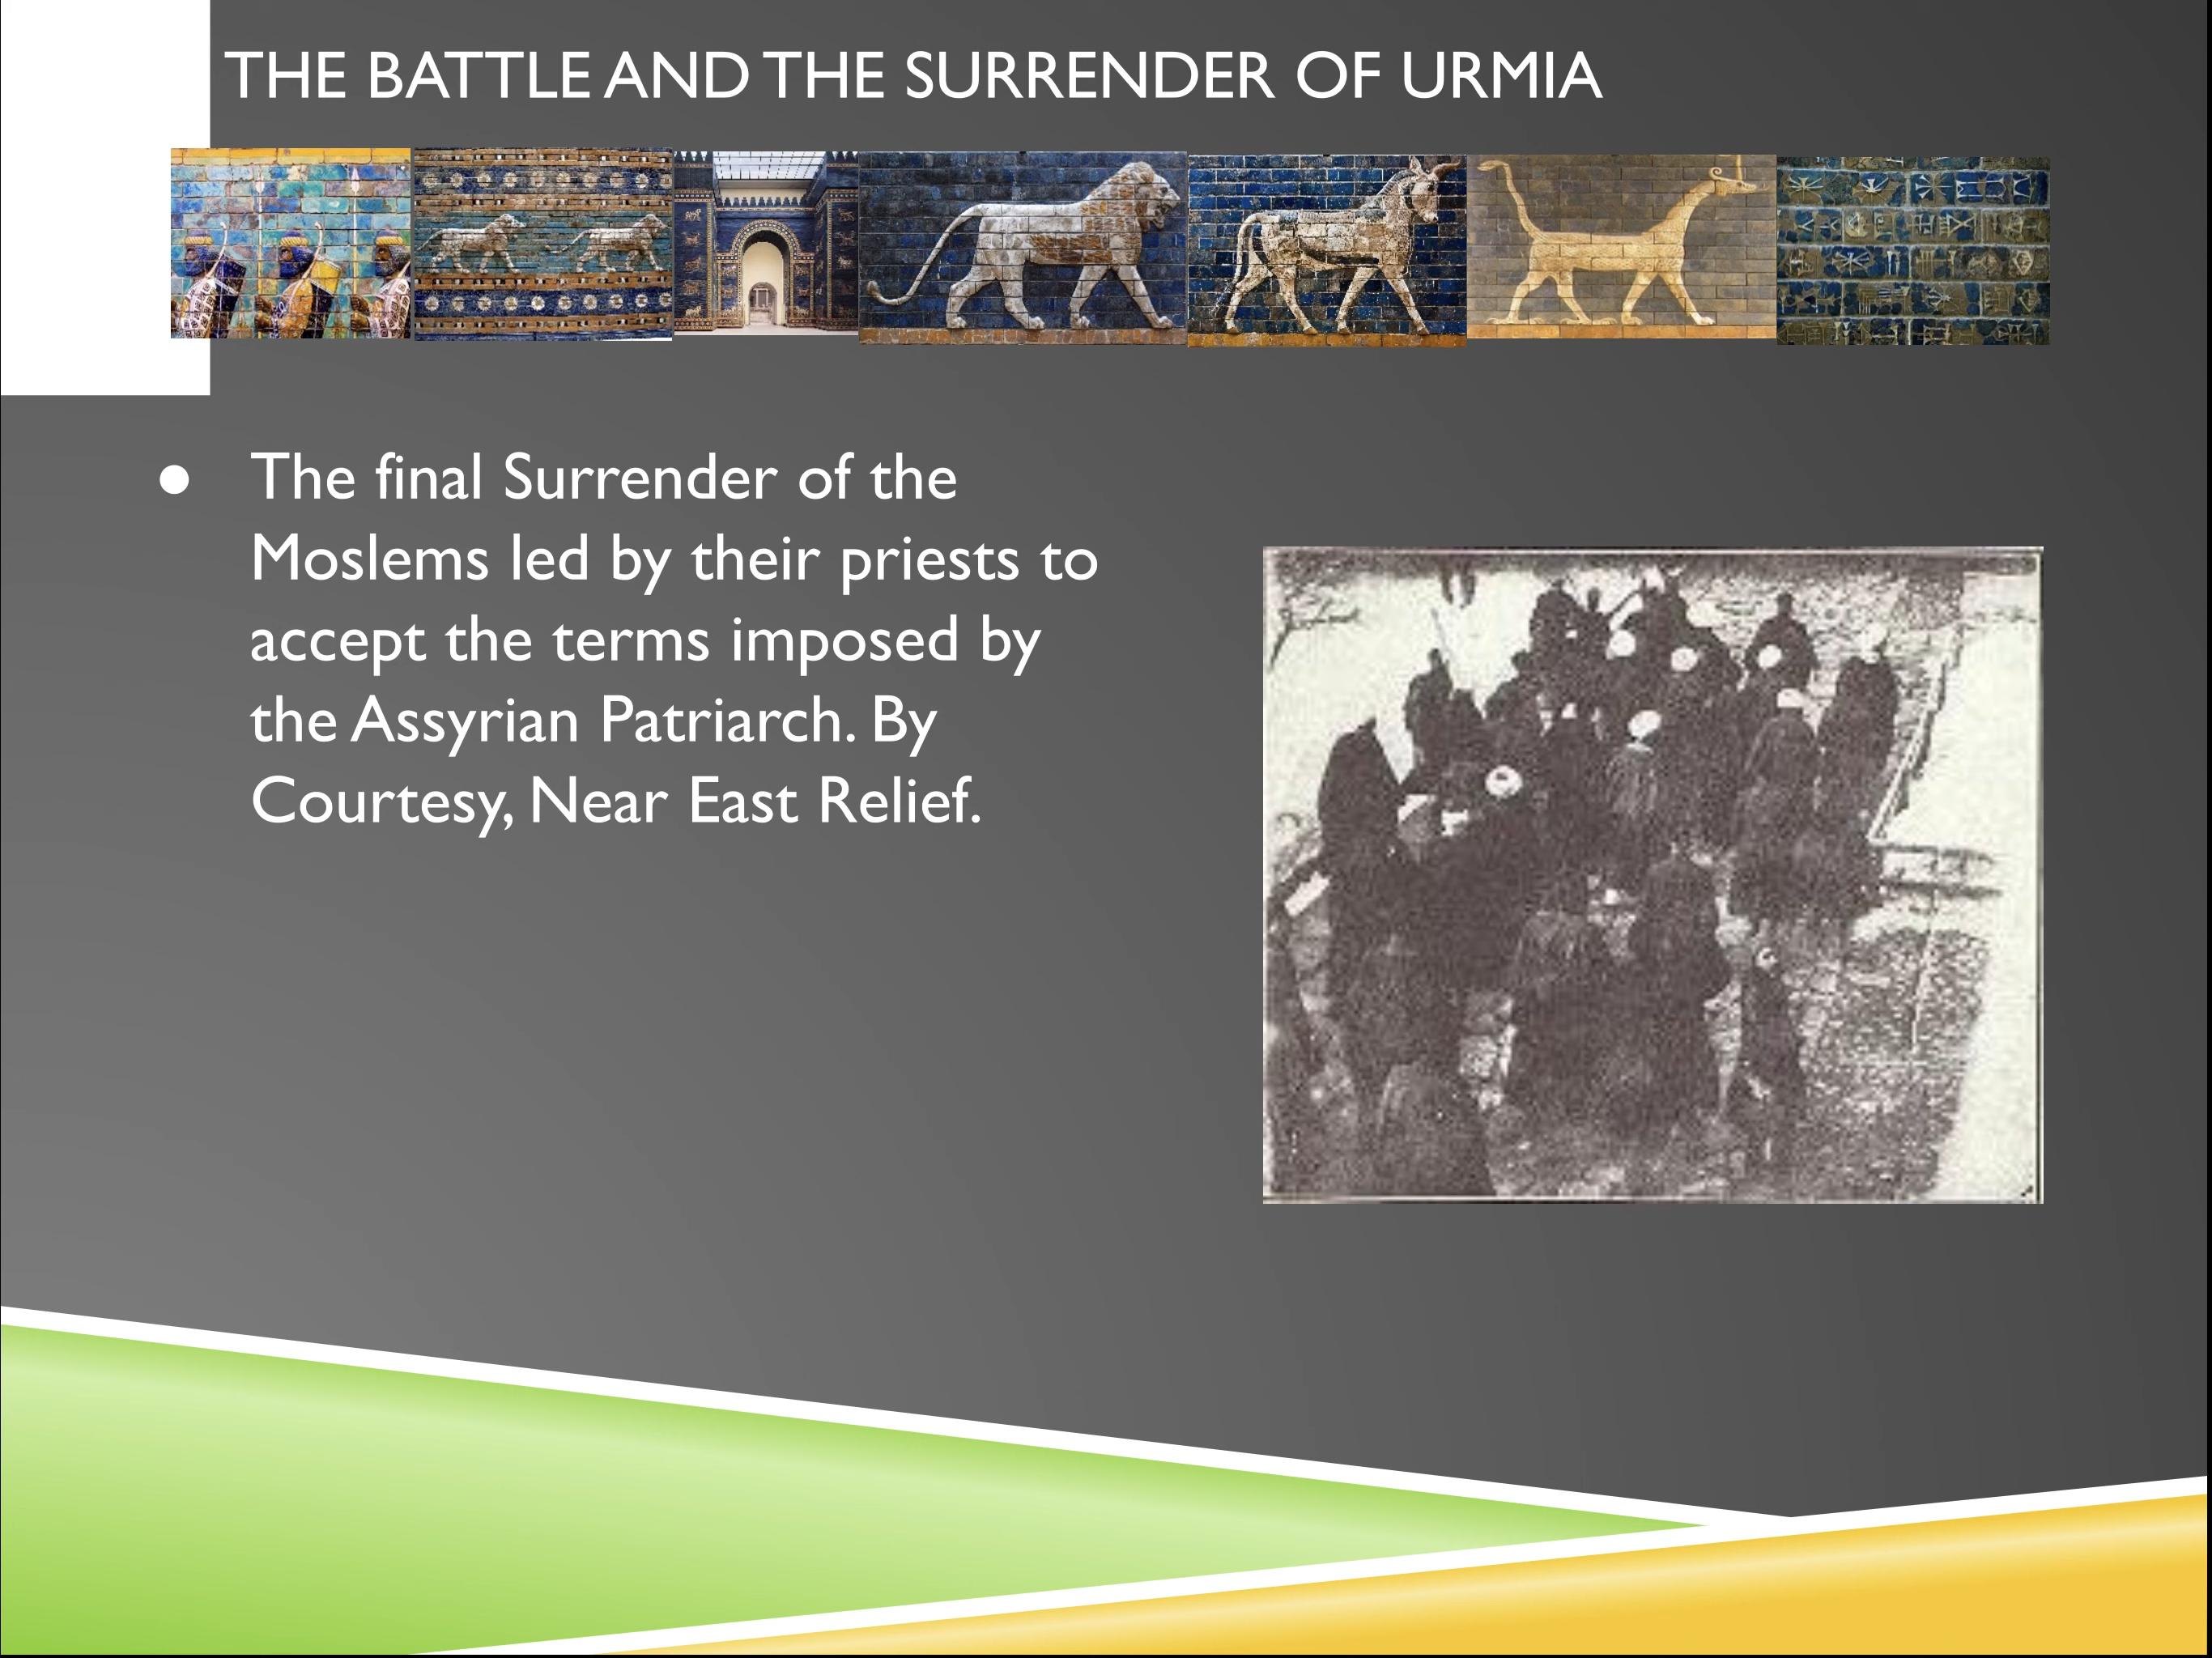 THE BATTLE AND THE SURRENDER OF URMIA
● The final Surrender of the
Moslems led by their priests to
accept the terms imposed by
the Assyrian Patriarch. By
Courtesy, Near East Relief.